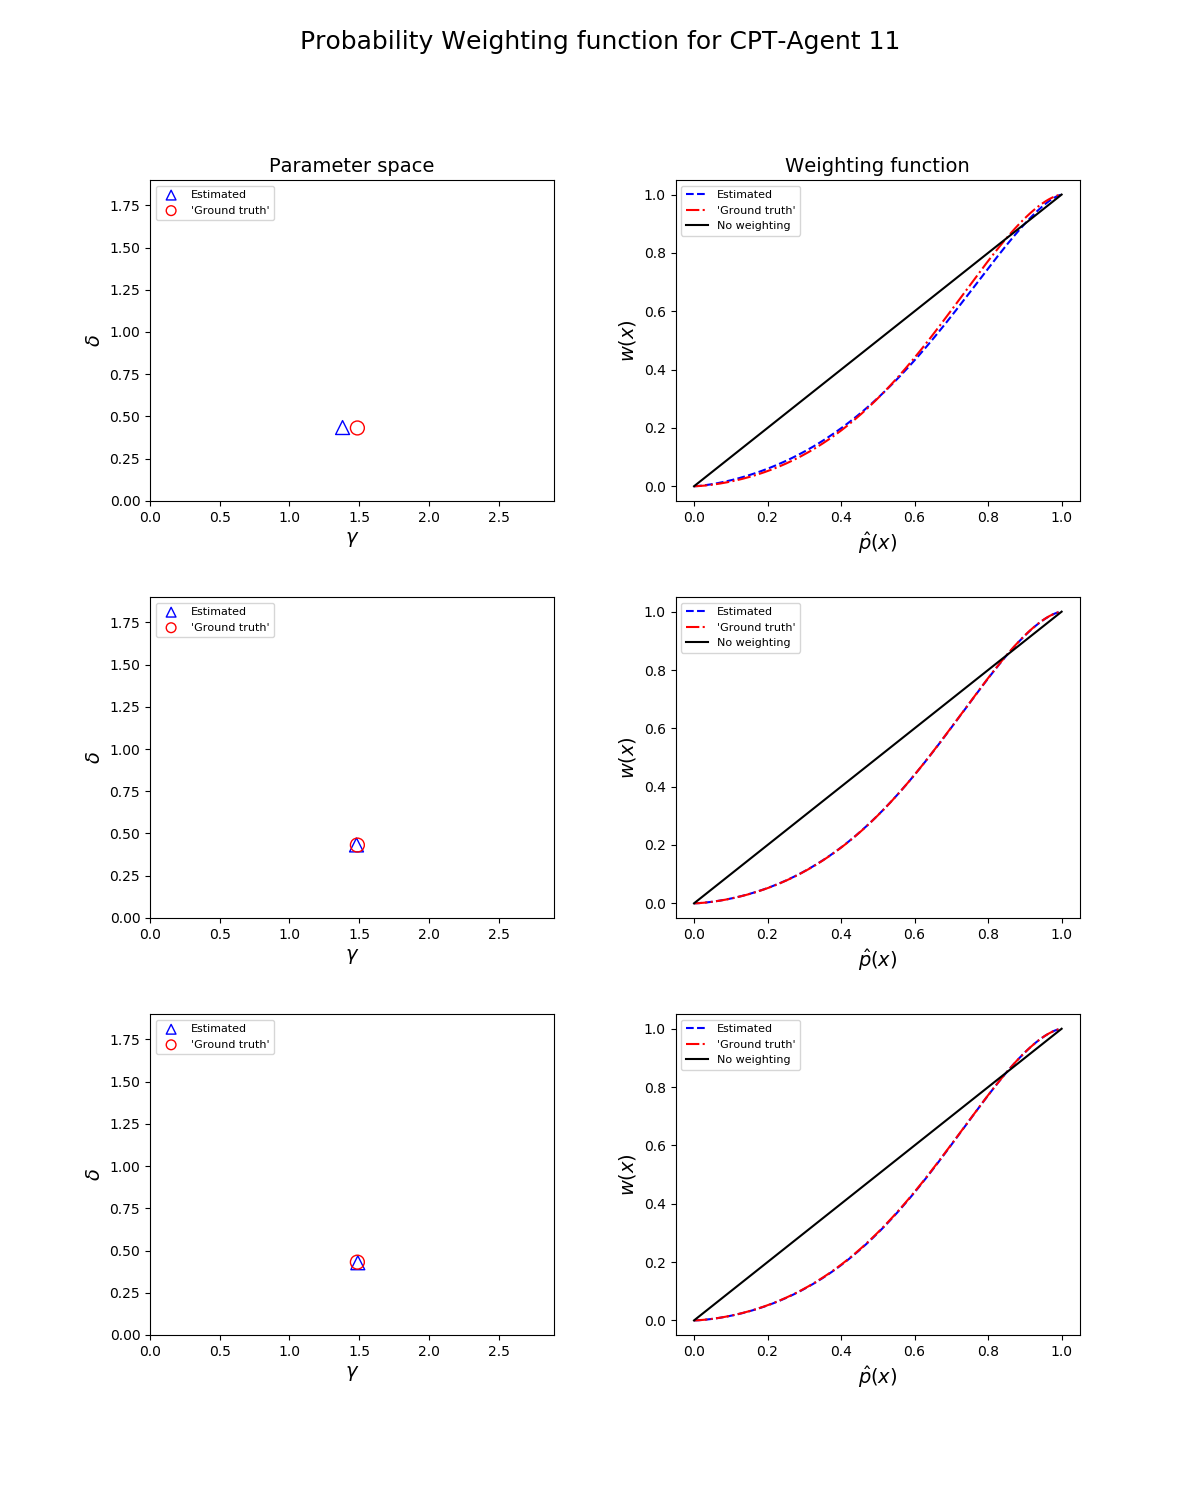 Probability Weighting function for CPT-Agent 11
Parameter space
Estimated
'Ground truth'
1.75
1.50
1.25
1.00
0.75
0.50
0.25
0.00
δ
0.0 0.5 1.0 1.5 2.0 2.5
γ
Weighting function
Estimated
'Ground truth'
No weighting
1.0
0.8
0.6
0.4
0.2
0.0
w(x)
0.0 0.2 0.4 0.6 0.8 1.0
p̂(x)
Estimated
'Ground truth'
1.75
1.50
1.25
1.00
0.75
0.50
0.25
0.00
δ
0.0 0.5 1.0 1.5 2.0 2.5
γ
Estimated
'Ground truth'
No weighting
1.0
0.8
0.6
0.4
0.2
0.0
w(x)
0.0 0.2 0.4 0.6 0.8 1.0
p̂(x)
Estimated
'Ground truth'
1.75
1.50
1.25
1.00
0.75
0.50
0.25
0.00
δ
0.0 0.5 1.0 1.5 2.0 2.5
γ
Estimated
'Ground truth'
No weighting
1.0
0.8
0.6
0.4
0.2
0.0
w(x)
0.0 0.2 0.4 0.6 0.8 1.0
p̂(x)